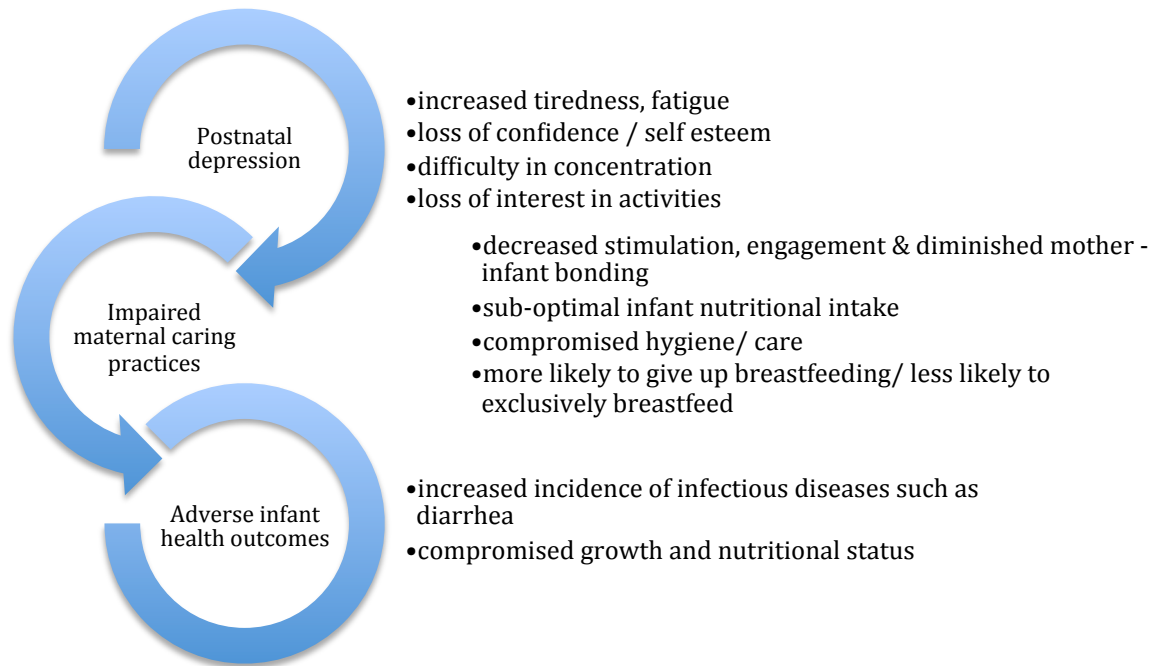 Postnatal
depression
•increased tiredness, fatigue
•loss of confidence / self esteem
•difficulty in concentration
•loss of interest in activities
Impaired
maternal caring
practices
•decreased stimulation, engagement & diminished mother -
infant bonding
•sub-optimal infant nutritional intake
•compromised hygiene/ care
•more likely to give up breastfeeding/ less likely to
exclusively breastfeed
Adverse infant
health outcomes
•increased incidence of infectious diseases such as
diarrhea
•compromised growth and nutritional status